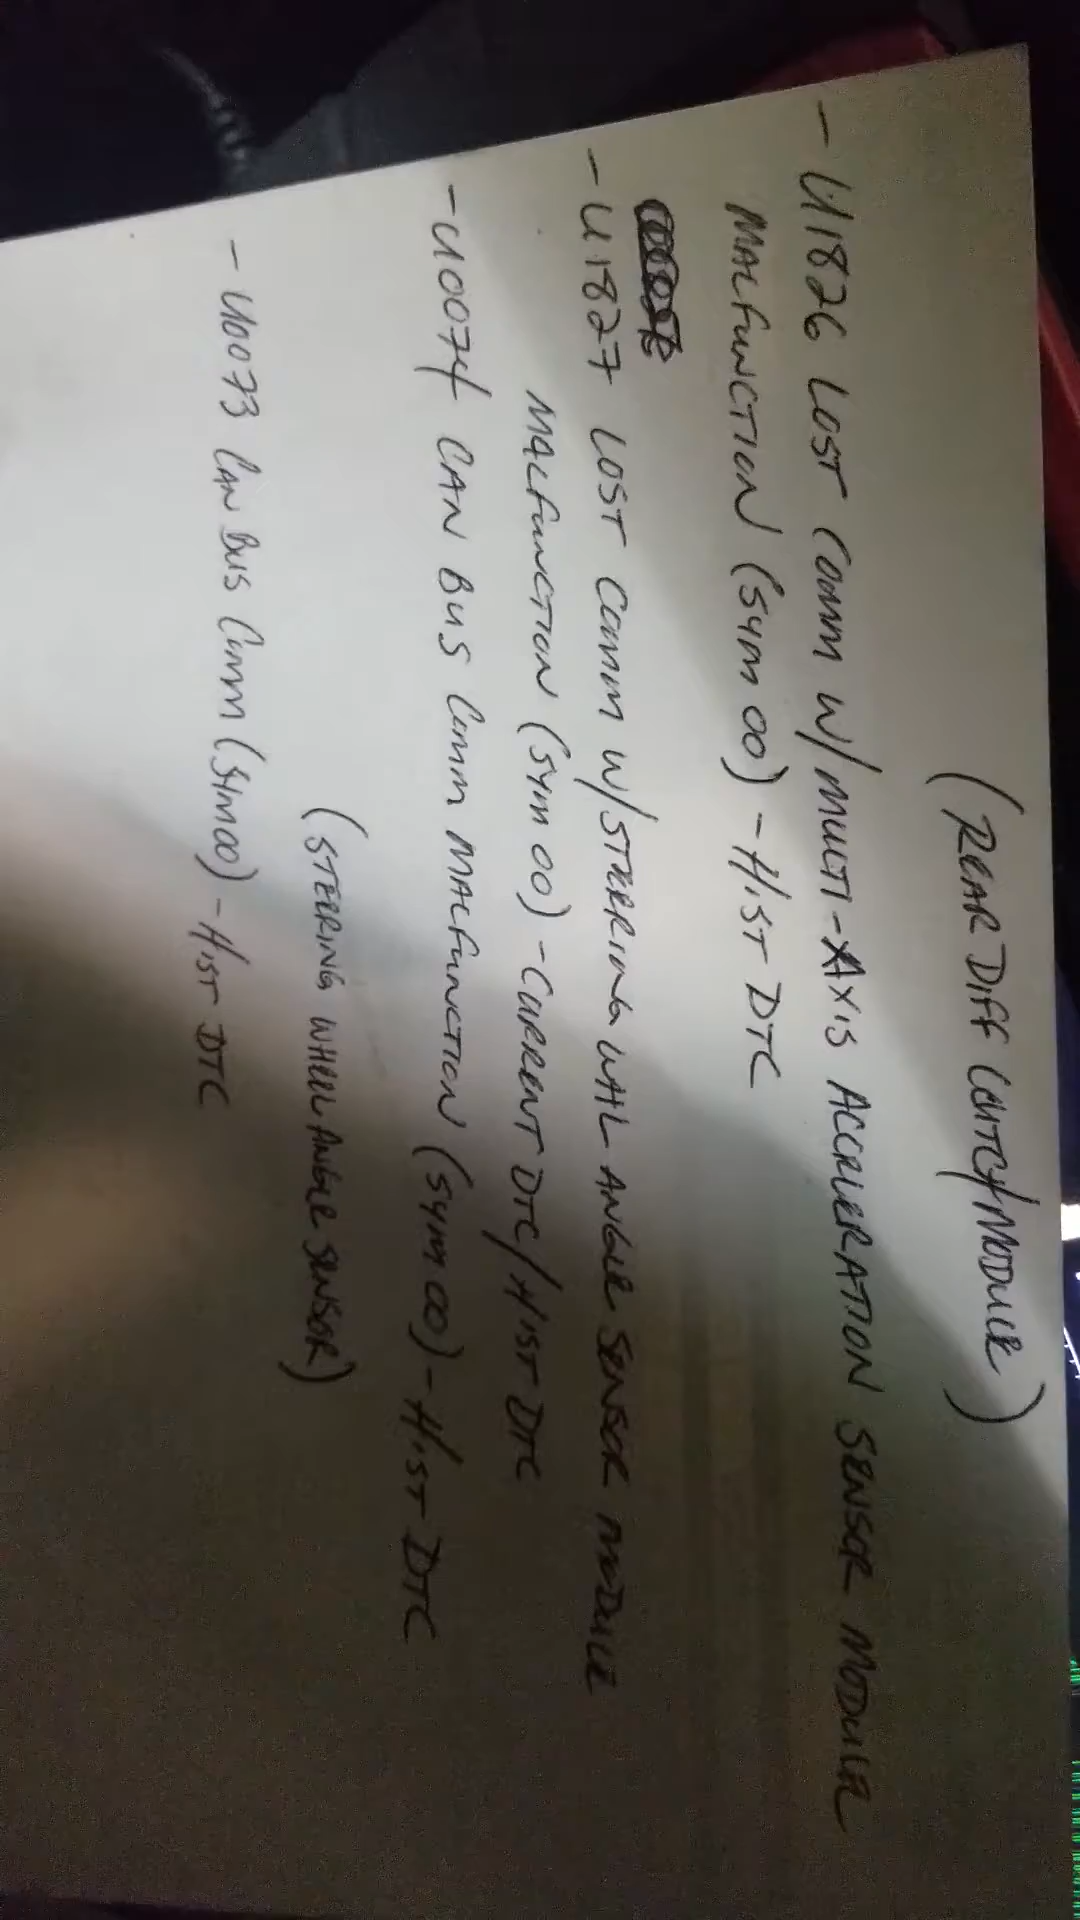 (REAR DIFF CLUTCH/MODULE)
- U1826 LOST COMM W/MULTI-AXIS ACCELERATION SENSOR MODULE
MALFUNCTION (SYM 00) - HIST DTC
- U1827 LOST COMM W/STEERING WHL ANGLE SENSOR MODULE
MALFUNCTION (SYM 00) - CURRENT DTC/HIST DTC
- U0074 CAN BUS COMM MALFUNCTION (SYM 00) - HIST DTC
(STEERING WHEEL ANGLE SENSOR)
- U0073 CAN BUS COMM (SYM 00) - HIST DTC